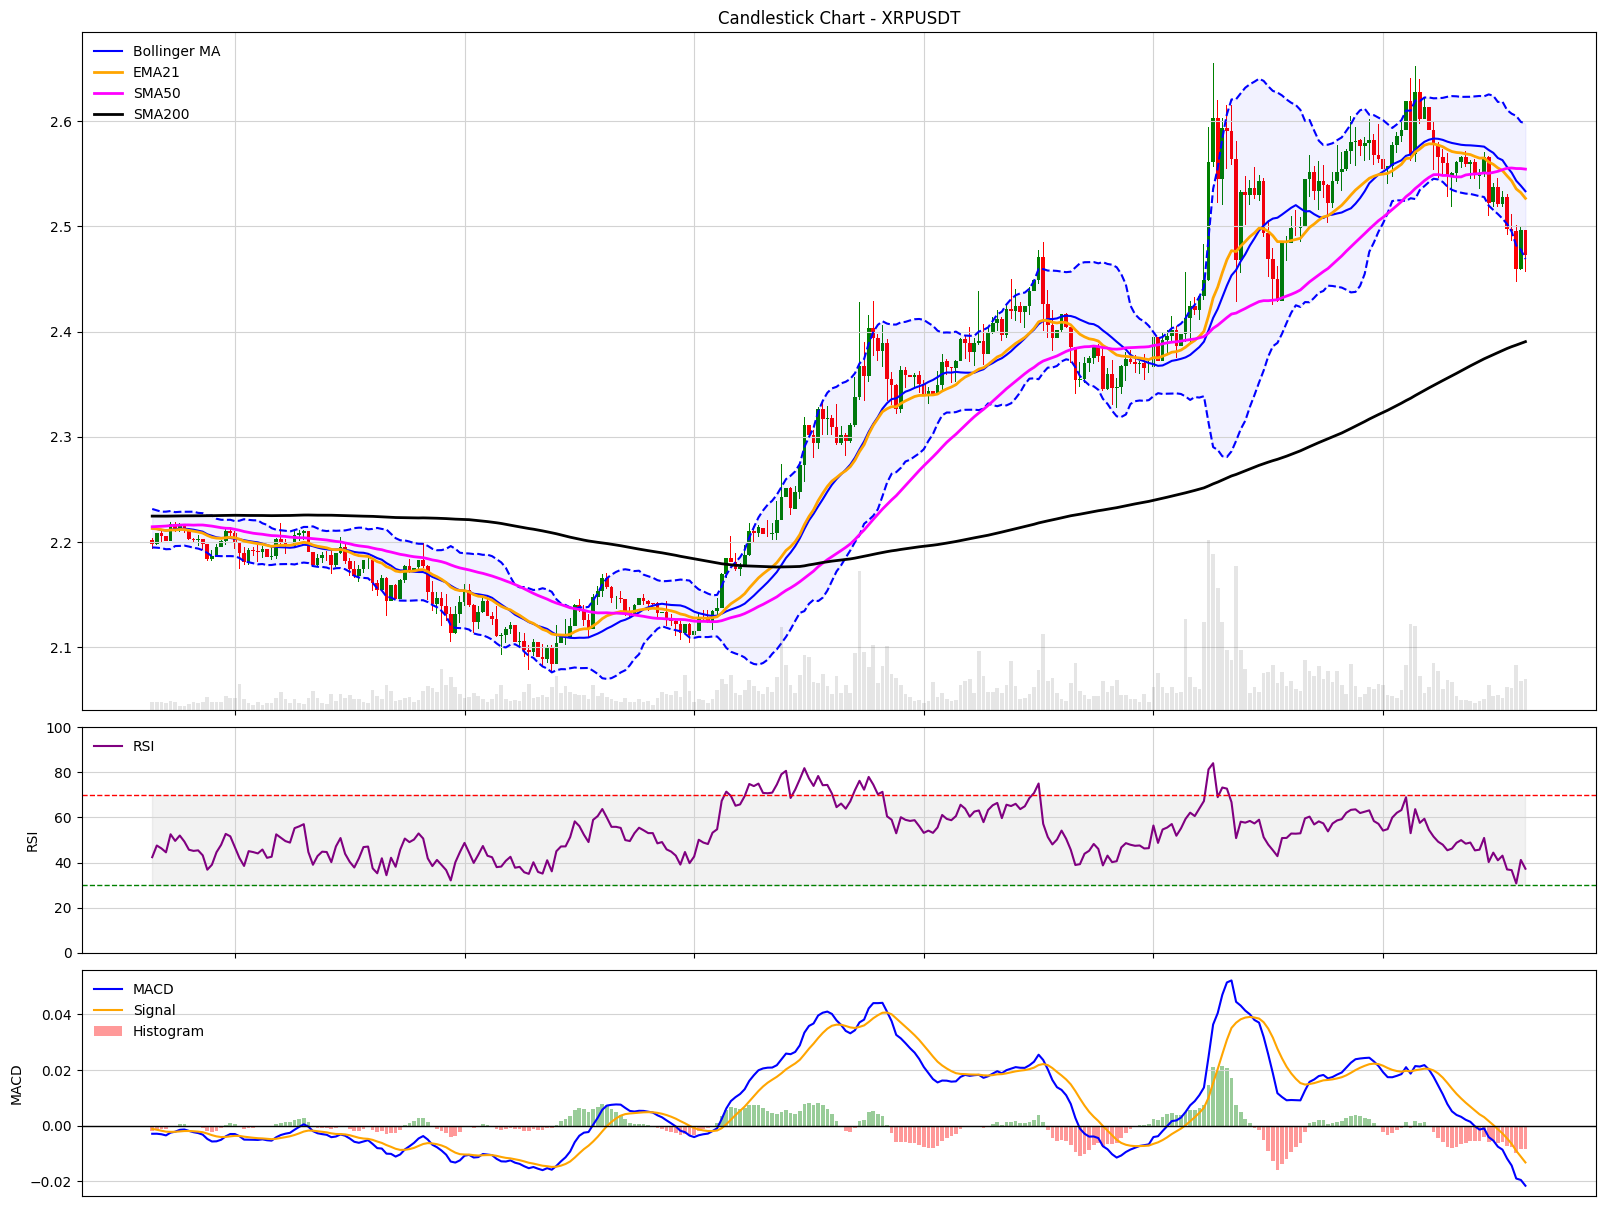 Candlestick Chart - XRPUSDT
Bollinger MA
EMA21
SMA50
SMA200
2.6
2.5
2.4
2.3
2.2
2.1
100
RSI
80
60
RSI
40
20
0
MACD
Signal
Histogram
0.04
0.02
MACD
0.00
−0.02